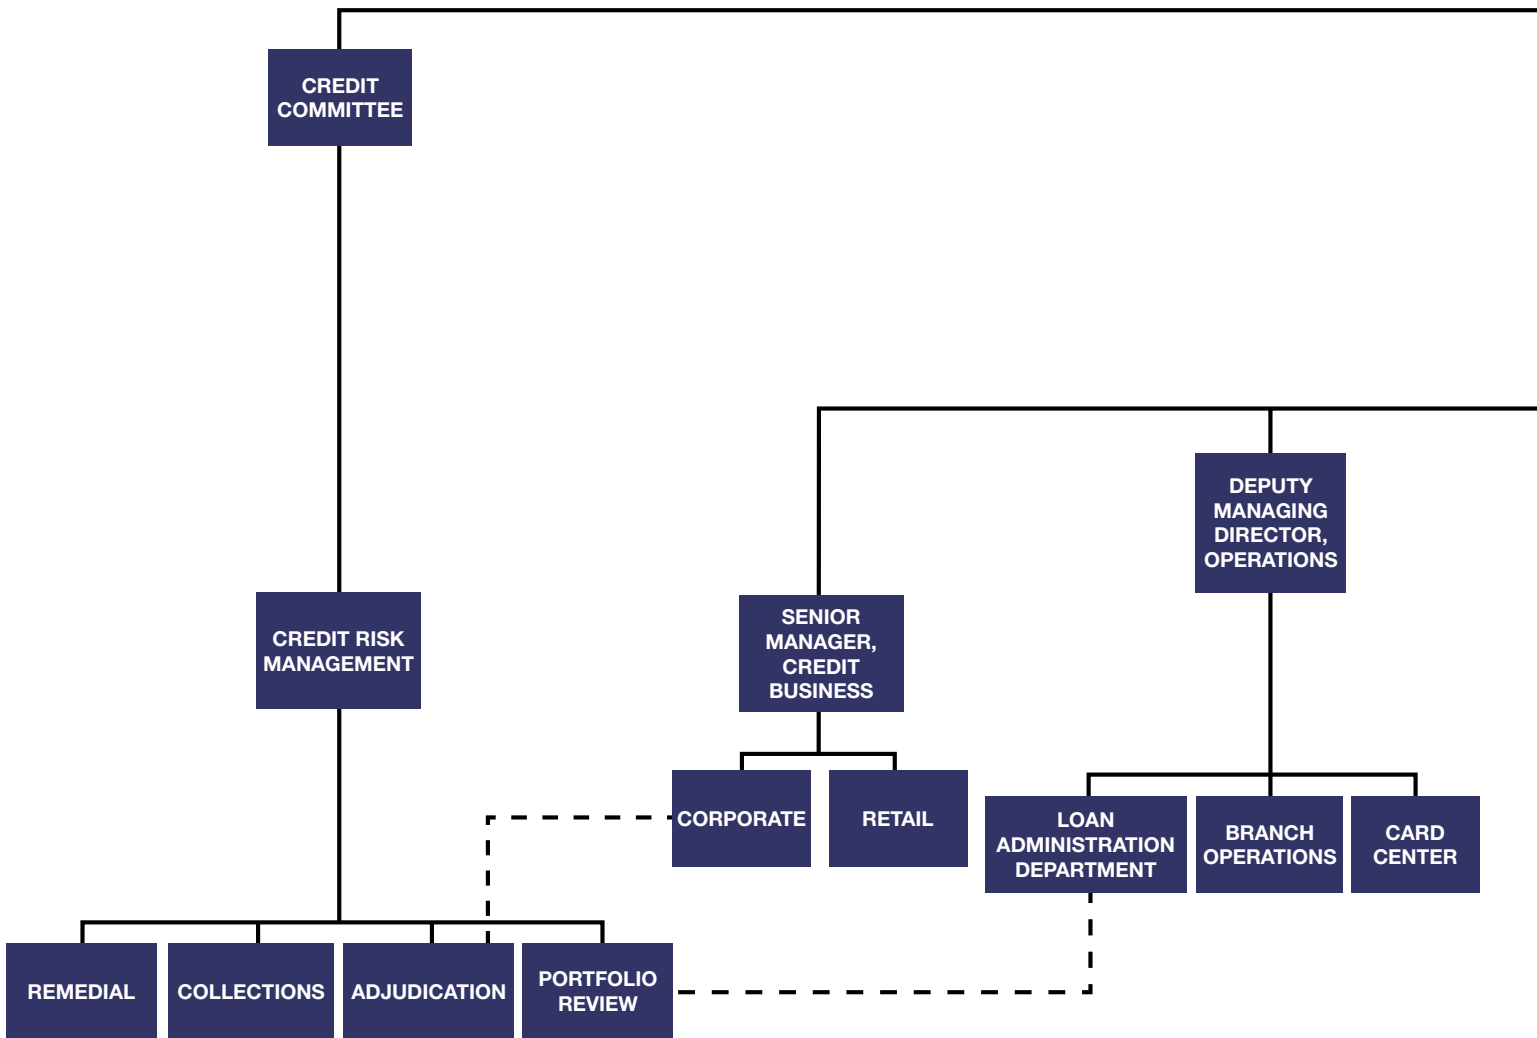 CREDIT
COMMITTEE
DEPUTY
MANAGING
DIRECTOR,
OPERATIONS
CREDIT RISK
MANAGEMENT
SENIOR
MANAGER,
CREDIT
BUSINESS
CORPORATE
RETAIL
LOAN
ADMINISTRATION
DEPARTMENT
BRANCH
OPERATIONS
CARD
CENTER
REMEDIAL
COLLECTIONS
ADJUDICATION
PORTFOLIO
REVIEW